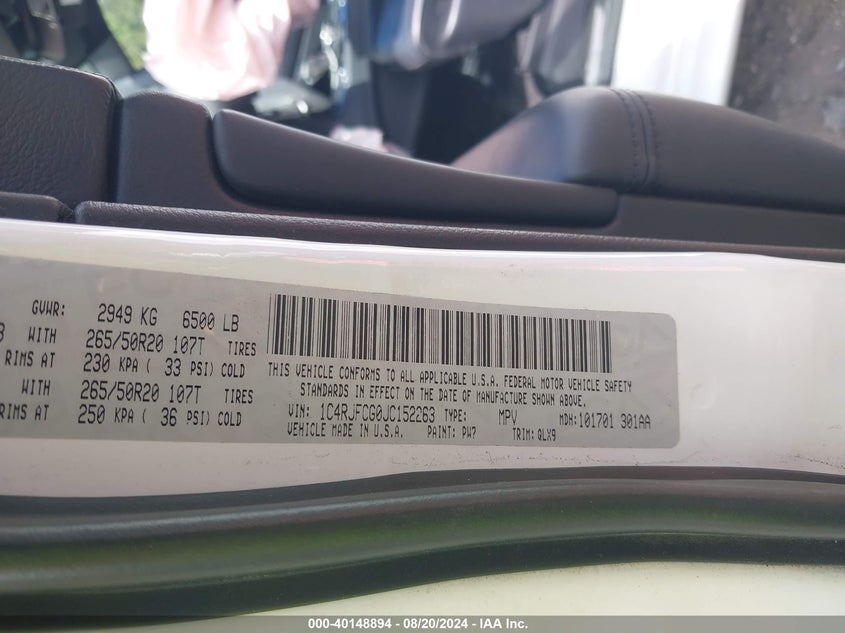 GVWR: 2949 KG 6500 LB
WITH 265/50R20 107T TIRES
RIMS AT 230 KPA ( 33 PSI) COLD
WITH 265/50R20 107T TIRES
RIMS AT 250 KPA ( 36 PSI) COLD
THIS VEHICLE CONFORMS TO ALL APPLICABLE U.S.A. FEDERAL MOTOR VEHICLE SAFETY
STANDARDS IN EFFECT ON THE DATE OF MANUFACTURE SHOWN ABOVE.
VIN: 1C4RJFCG0JC152263 TYPE: MPV MDH:101701 301AA
VEHICLE MADE IN U.S.A. PAINT: PW7 TRIM: QLX9
000-40148894 - 08/20/2024 - IAA Inc.